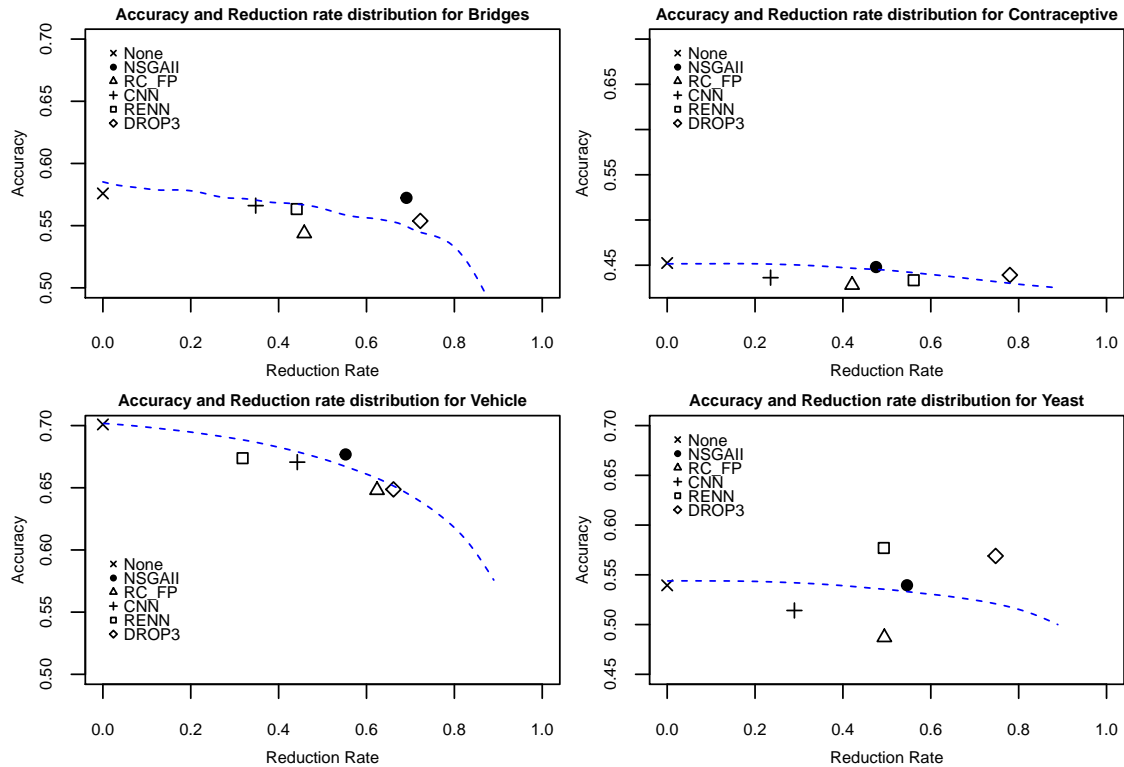 Accuracy and Reduction rate distribution for Bridges
0.70
0.65
0.60
0.55
0.50
Accuracy
None
NSGAII
RC_FP
CNN
RENN
DROP3
0.0 0.2 0.4 0.6 0.8 1.0
Reduction Rate
Accuracy and Reduction rate distribution for Contraceptive
0.65
0.55
0.45
Accuracy
None
NSGAII
RC_FP
CNN
RENN
DROP3
0.0 0.2 0.4 0.6 0.8 1.0
Reduction Rate
Accuracy and Reduction rate distribution for Vehicle
0.70
0.65
0.60
0.55
0.50
Accuracy
None
NSGAII
RC_FP
CNN
RENN
DROP3
0.0 0.2 0.4 0.6 0.8 1.0
Reduction Rate
Accuracy and Reduction rate distribution for Yeast
0.70
0.65
0.60
0.55
0.50
0.45
Accuracy
None
NSGAII
RC_FP
CNN
RENN
DROP3
0.0 0.2 0.4 0.6 0.8 1.0
Reduction Rate